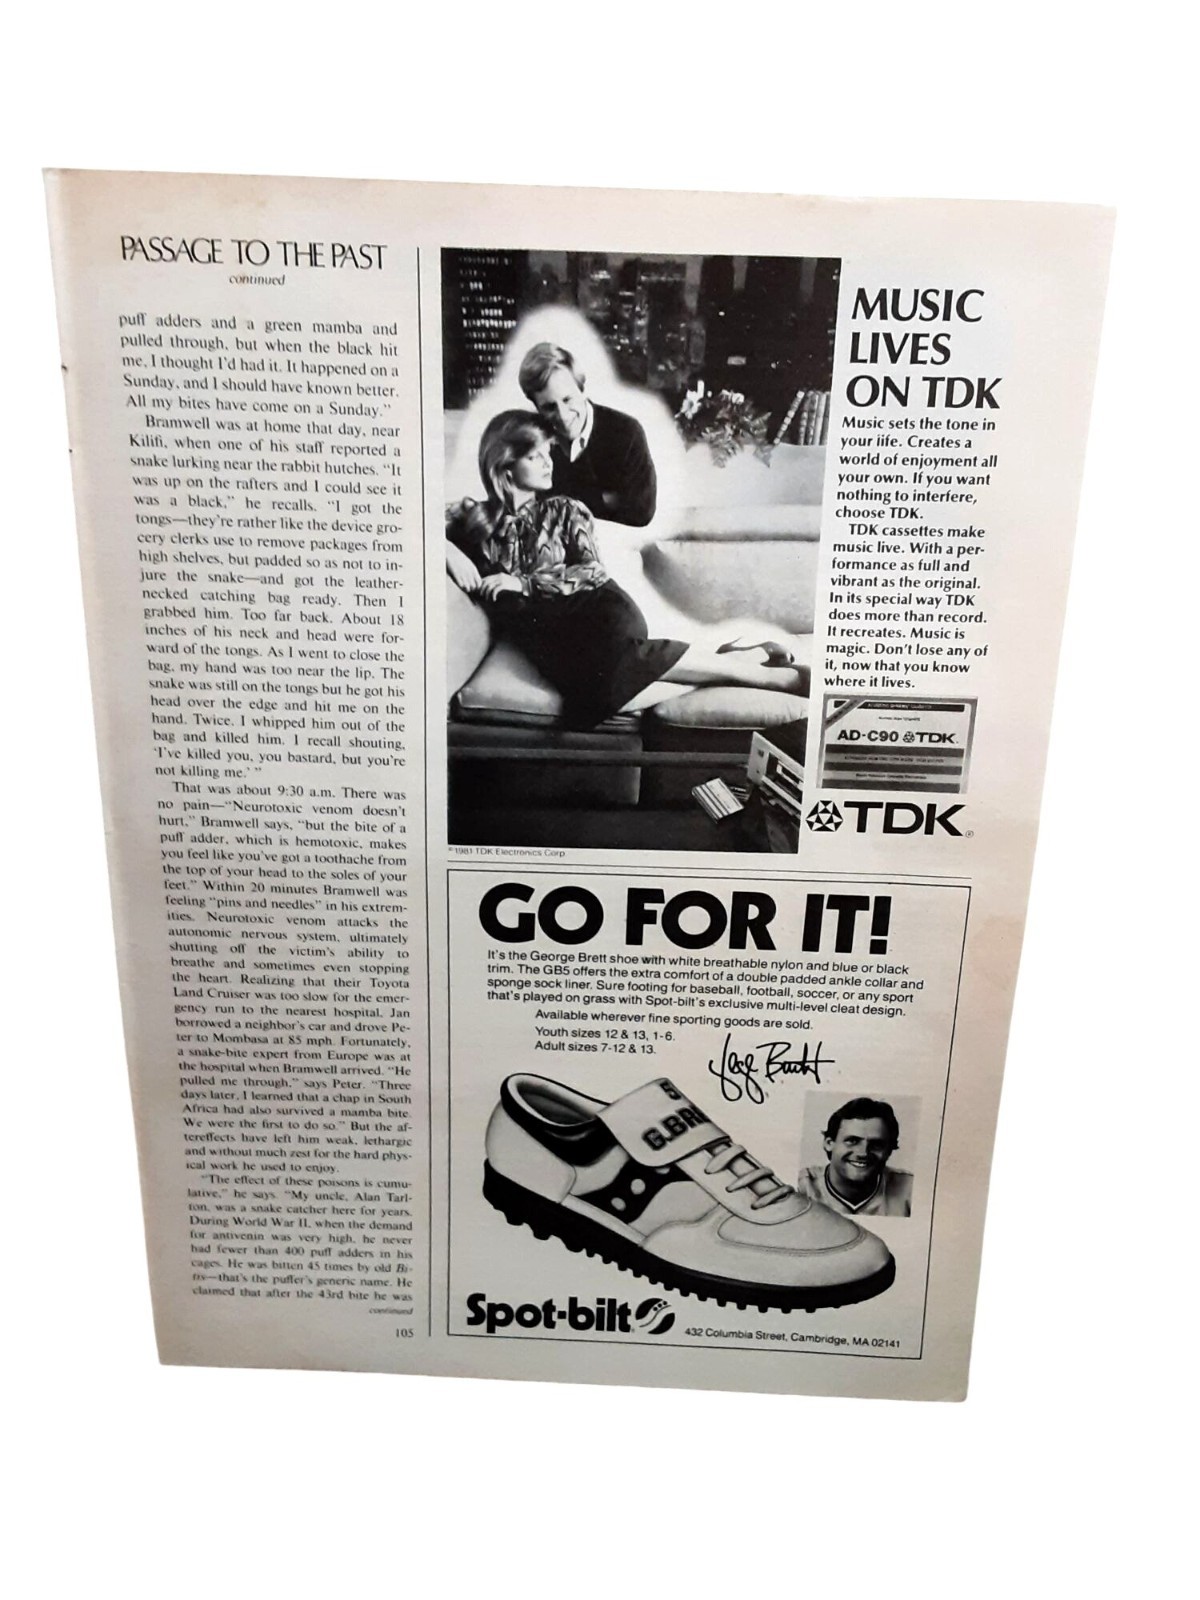 PASSAGE TO THE PAST
continued
puff adders and a green mamba and
pulled through, but when the black hit
me, I thought I'd had it. It happened on a
Sunday, and I should have known better.
All my bites have come on a Sunday."
Bramwell was at home that day, near
Kilifi, when one of his staff reported a
snake lurking near the rabbit hutches. "It
was up on the rafters and I could see it
was a black," he recalls. "I got the
tongs—they're rather like the device gro-
cery clerks use to remove packages from
high shelves, but padded so as not to in-
jure the snake—and got the leather-
necked catching bag ready. Then I
grabbed him. Too far back. About 18
inches of his neck and head were for-
ward of the tongs. As I went to close the
bag, my hand was too near the lip. The
snake was still on the tongs but he got his
head over the edge and hit me on the
hand. Twice. I whipped him out of the
bag and killed him. I recall shouting,
'I've killed you, you bastard, but you're
not killing me.' "
That was about 9:30 a.m. There was
no pain—"Neurotoxic venom doesn't
hurt," Bramwell says, "but the bite of a
puff adder, which is hemotoxic, makes
you feel like you've got a toothache from
the top of your head to the soles of your
feet." Within 20 minutes Bramwell was
feeling "pins and needles" in his extrem-
ities. Neurotoxic venom attacks the
autonomic nervous system, ultimately
shutting off the victim's ability to
breathe and sometimes even stopping
the heart. Realizing that their Toyota
Land Cruiser was too slow for the emer-
gency run to the nearest hospital, Jan
borrowed a neighbor's car and drove Pe-
ter to Mombasa at 85 mph. Fortunately,
a snake-bite expert from Europe was at
the hospital when Bramwell arrived. "He
pulled me through," says Peter. "Three
days later, I learned that a chap in South
Africa had also survived a mamba bite.
We were the first to do so." But the af-
tereffects have left him weak, lethargic
and without much zest for the hard phys-
ical work he used to enjoy.
"The effect of these poisons is cumu-
lative," he says. "My uncle, Alan Tarl-
ton, was a snake catcher here for years.
During World War II, when the demand
for antivenin was very high, he never
had fewer than 400 puff adders in his
cages. He was bitten 45 times by old Bi-
tis—that's the puffer's generic name. He
claimed that after the 43rd bite he was
continued
105
MUSIC
LIVES
ON TDK
Music sets the tone in
your life. Creates a
world of enjoyment all
your own. If you want
nothing to interfere,
choose TDK.
TDK cassettes make
music live. With a per-
formance as full and
vibrant as the original.
In its special way TDK
does more than record.
It recreates. Music is
magic. Don't lose any of
it, now that you know
where it lives.
AD-C90 TDK
TDK®
©1981 TDK Electronics Corp.
GO FOR IT!
It's the George Brett shoe with white breathable nylon and blue or black
trim. The GB5 offers the extra comfort of a double padded ankle collar and
sponge sock liner. Sure footing for baseball, football, soccer, or any sport
that's played on grass with Spot-bilt's exclusive multi-level cleat design.
Available wherever fine sporting goods are sold.
Youth sizes 12 & 13, 1-6.
Adult sizes 7-12 & 13.
5
G.BR
Spot-bilt
432 Columbia Street, Cambridge, MA 02141